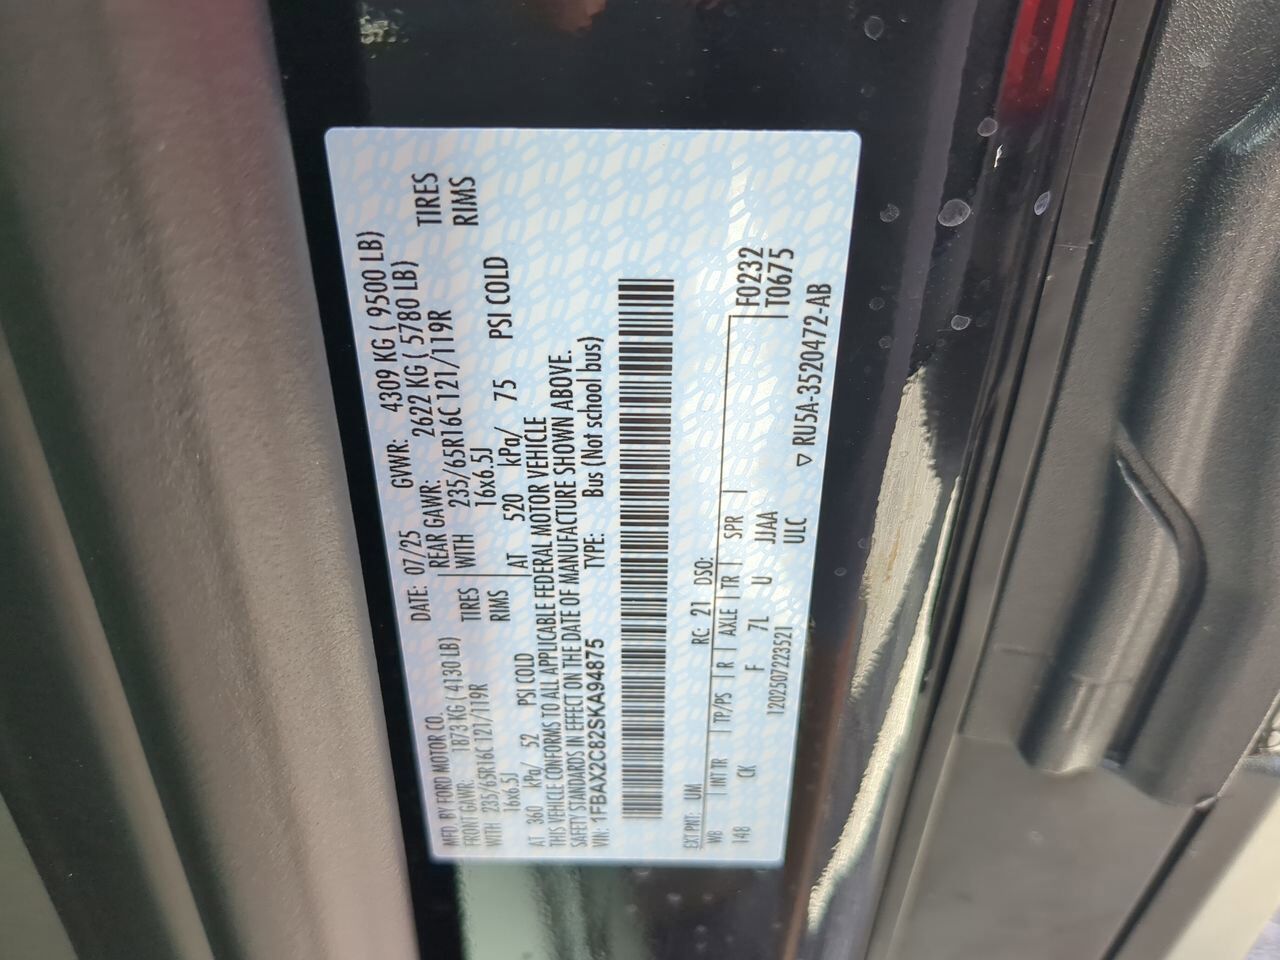 MFD. BY FORD MOTOR CO.
DATE: 07/25 GVWR: 4309 KG ( 9500 LB)
FRONT GAWR: 1873 KG ( 4130 LB) REAR GAWR: 2622 KG ( 5780 LB)
WITH 235/65R16C 121/119R TIRES WITH 235/65R16C 121/119R TIRES
16x6.5J RIMS 16x6.5J RIMS
AT 360 kPa/ 52 PSI COLD AT 520 kPa/ 75 PSI COLD
THIS VEHICLE CONFORMS TO ALL APPLICABLE FEDERAL MOTOR VEHICLE
SAFETY STANDARDS IN EFFECT ON THE DATE OF MANUFACTURE SHOWN ABOVE.
VIN: 1FBAX2C82SKA94875 TYPE: Bus (Not school bus)
EXT PNT: UM RC: 21 DSO:
WB INT TR TP/PS R AXLE TR SPR F0232
148 CK F 7L U JJAA T0675
1202507223521 ULC ▽ RU5A-3520472-AB